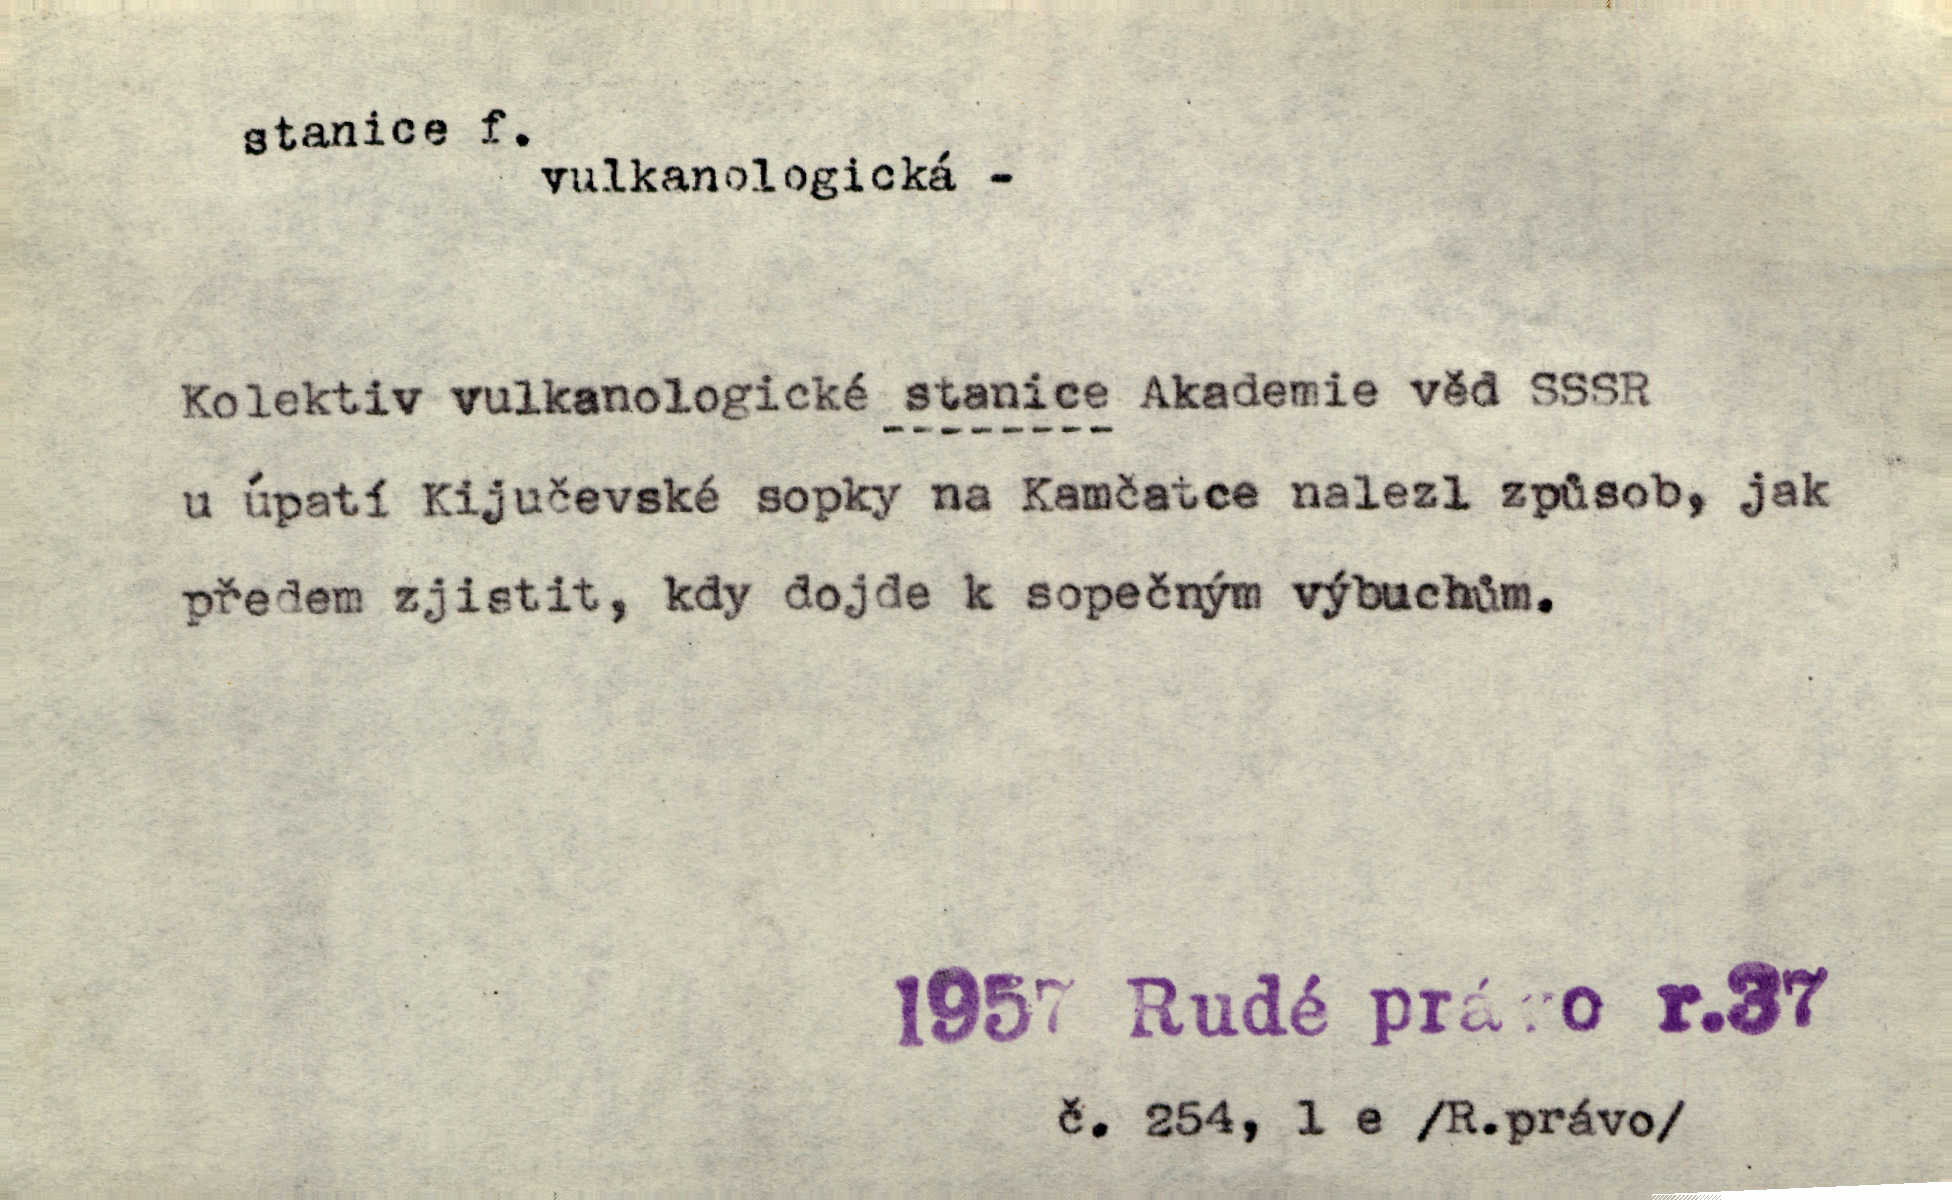 stanice f.
vulkanologická -
Kolektiv vulkanologické stanice Akademie věd SSSR
u úpatí Kijučevské sopky na Kamčatce nalezl způsob, jak
předem zjistit, kdy dojde k sopečným výbuchům.
1957 Rudé právo r.37
č. 254, l e /R.právo/